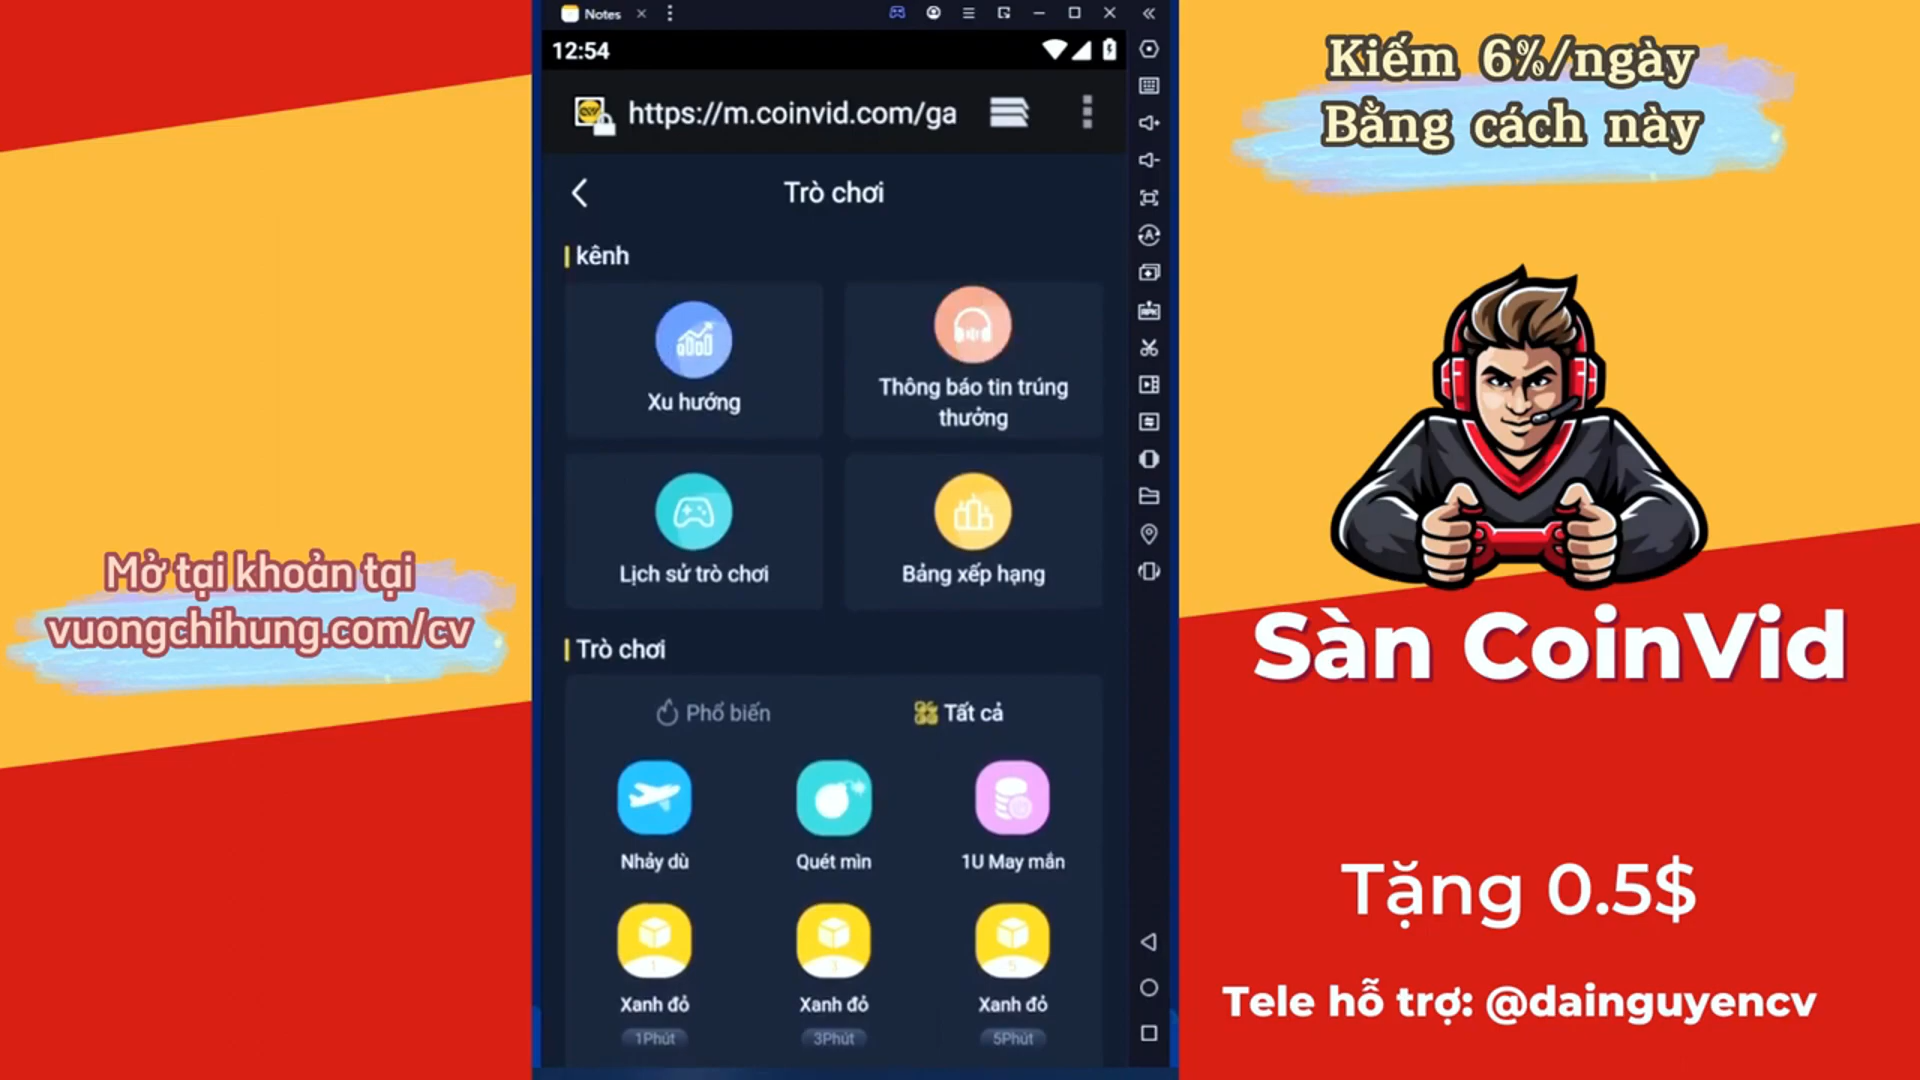 Notes
12:54
https://m.coinvid.com/ga
Trò chơi
kênh
Xu hướng
Thông báo tin trúng
thưởng
Lịch sử trò chơi
Bảng xếp hạng
Trò chơi
Phổ biến
Tất cả
Nhảy dù
Quét mìn
1U May mắn
Xanh đỏ
Xanh đỏ
Xanh đỏ
1Phút
3Phút
5Phút
Mở tại khoản tại
vuongchihung.com/cv
Kiếm 6%/ngày
Bằng cách này
Sàn CoinVid
Tặng 0.5$
Tele hỗ trợ: @dainguyencv